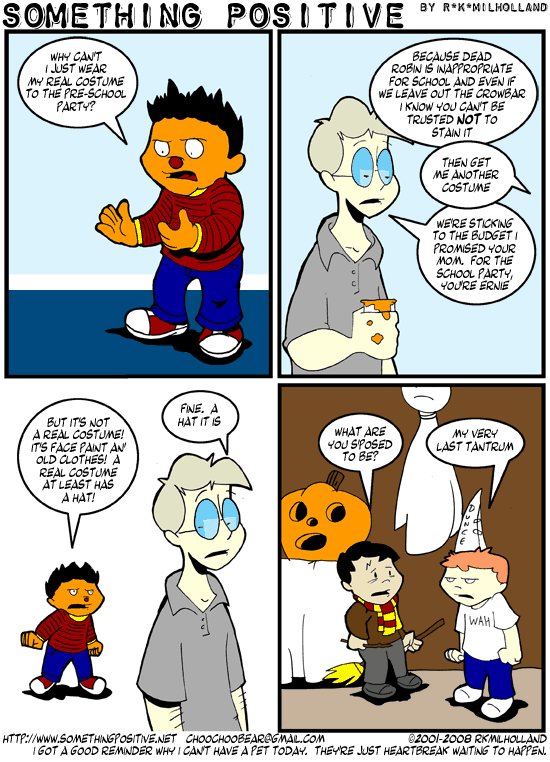 SOMETHING POSITIVE
BY R*K*MILHOLLAND
WHY CAN'T
I JUST WEAR
MY REAL COSTUME
TO THE PRE-SCHOOL
PARTY?
BECAUSE DEAD
ROBIN IS INAPPROPRIATE
FOR SCHOOL AND EVEN IF
WE LEAVE OUT THE CROWBAR
I KNOW YOU CAN'T BE
TRUSTED NOT TO
STAIN IT
THEN GET
ME ANOTHER
COSTUME
WE'RE STICKING
TO THE BUDGET I
PROMISED YOUR
MOM. FOR THE
SCHOOL PARTY,
YOU'RE ERNIE
BUT IT'S NOT
A REAL COSTUME!
IT'S FACE PAINT AN'
OLD CLOTHES! A
REAL COSTUME
AT LEAST HAS
A HAT!
FINE. A
HAT IT IS
WHAT ARE
YOU S'POSED
TO BE?
MY VERY
LAST TANTRUM
DUNCE
WAH
HTTP://WWW.SOMETHINGPOSITIVE.NET CHOOCHOOBEAR@GMAIL.COM ©2001-2008 RKMILHOLLAND
I GOT A GOOD REMINDER WHY I CAN'T HAVE A PET TODAY. THEY'RE JUST HEARTBREAK WAITING TO HAPPEN.